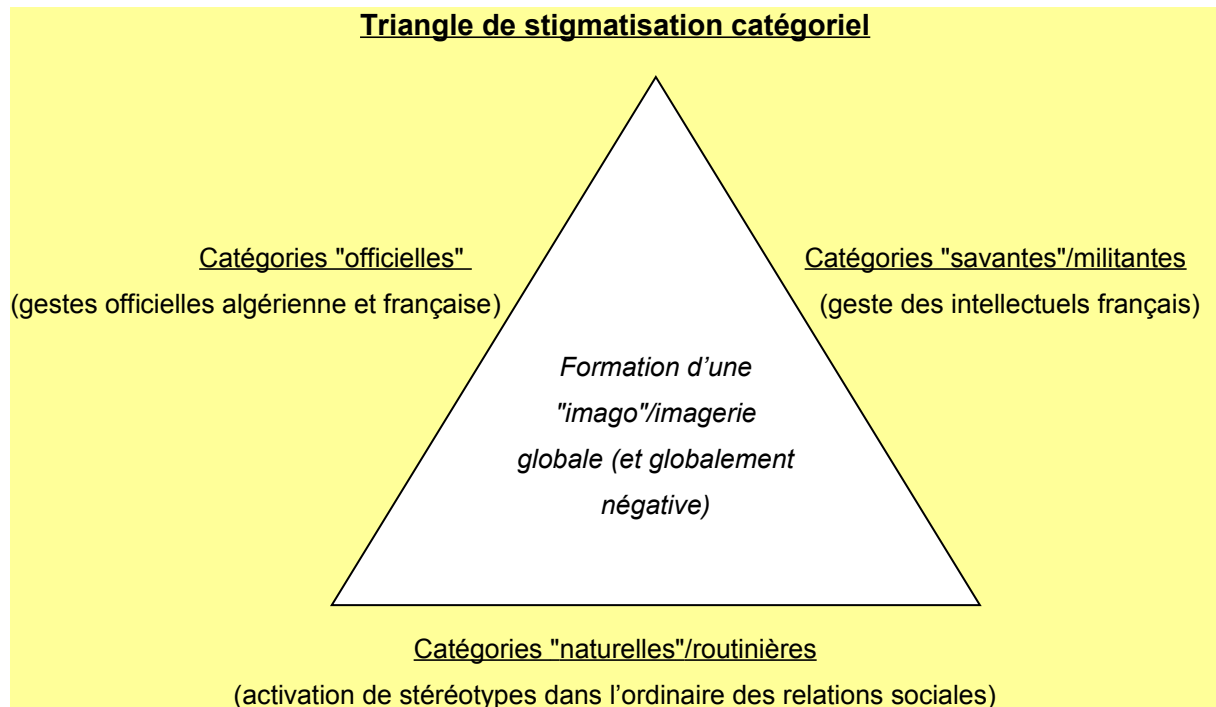 Triangle de stigmatisation catégoriel
Catégories "officielles"
(gestes officielles algérienne et française)
Catégories "savantes"/militantes
(geste des intellectuels français)
Formation d’une
"imago"/imagerie
globale (et globalement
négative)
Catégories "naturelles"/routinières
(activation de stéréotypes dans l’ordinaire des relations sociales)